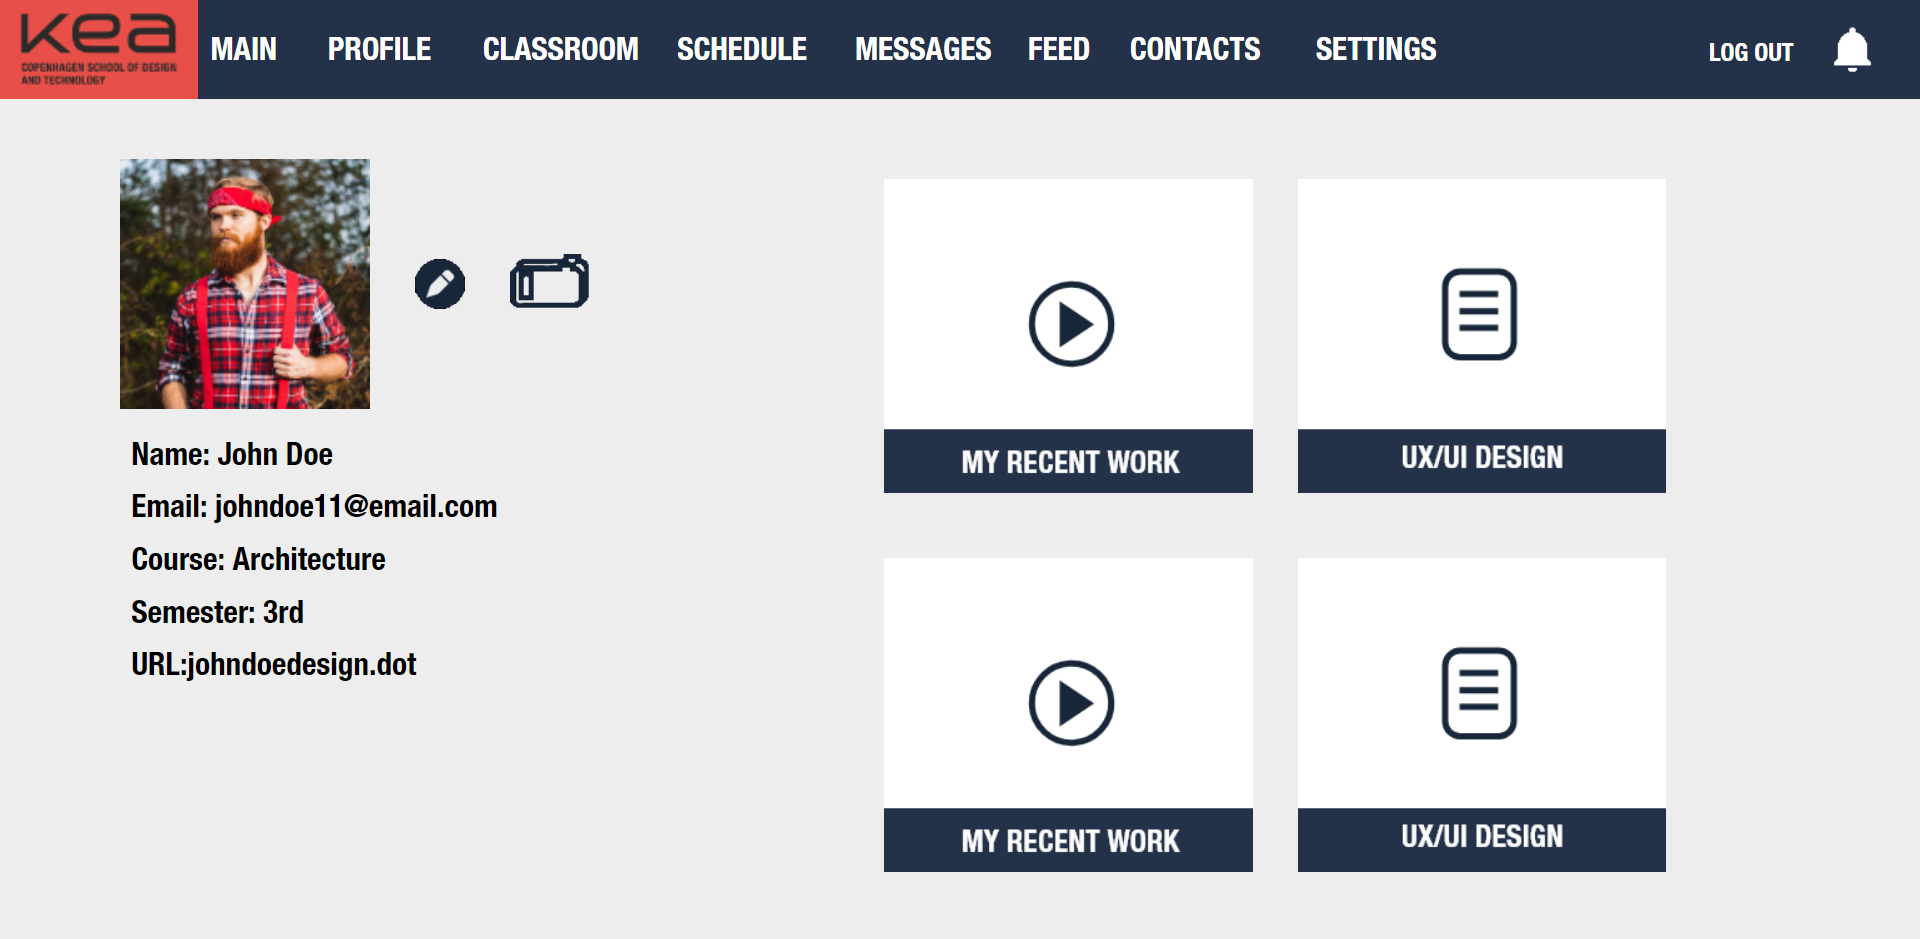 kea
COPENHAGEN SCHOOL OF DESIGN
AND TECHNOLOGY
MAIN PROFILE CLASSROOM SCHEDULE MESSAGES FEED CONTACTS SETTINGS LOG OUT
Name: John Doe
Email: johndoe11@email.com
Course: Architecture
Semester: 3rd
URL:johndoedesign.dot
MY RECENT WORK
UX/UI DESIGN
MY RECENT WORK
UX/UI DESIGN